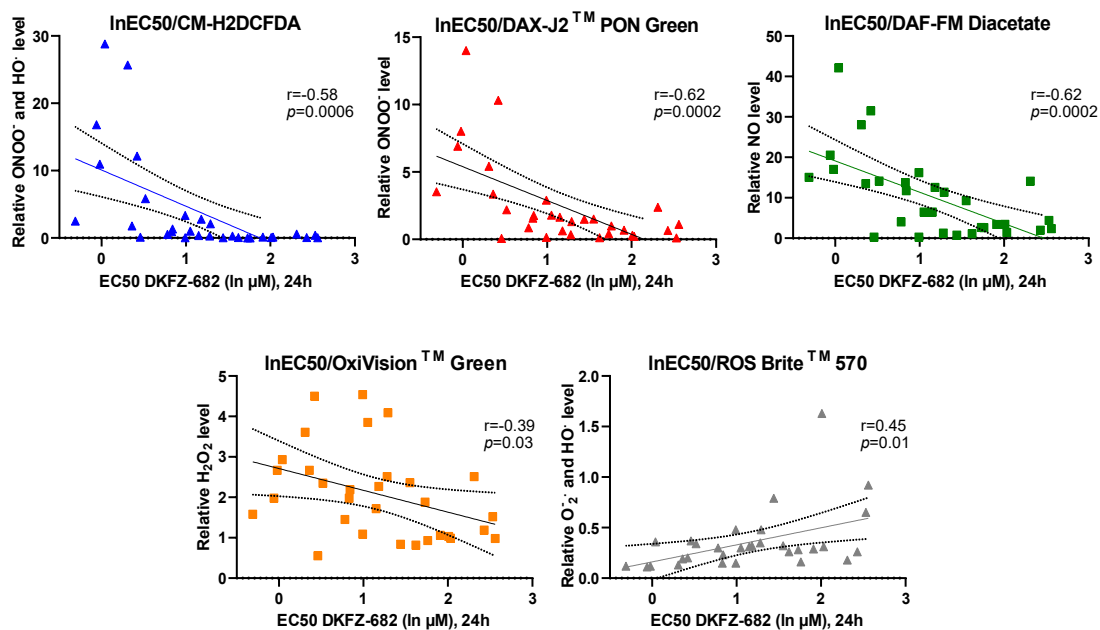 lnEC50/CM-H2DCFDA
Relative ONOO⁻ and HO· level
30
20
10
0
0
1
2
3
r=-0.58
p=0.0006
EC50 DKFZ-682 (ln µM), 24h
lnEC50/DAX-J2™ PON Green
Relative ONOO⁻ level
15
10
5
0
0
1
2
3
r=-0.62
p=0.0002
EC50 DKFZ-682 (ln µM), 24h
lnEC50/DAF-FM Diacetate
Relative NO level
50
40
30
20
10
0
0
1
2
3
r=-0.62
p=0.0002
EC50 DKFZ-682 (ln µM), 24h
lnEC50/OxiVision™ Green
Relative H₂O₂ level
5
4
3
2
1
0
0
1
2
3
r=-0.39
p=0.03
EC50 DKFZ-682 (ln µM), 24h
lnEC50/ROS Brite™ 570
Relative O₂⁻· and HO· level
2.0
1.5
1.0
0.5
0.0
0
1
2
3
r=0.45
p=0.01
EC50 DKFZ-682 (ln µM), 24h